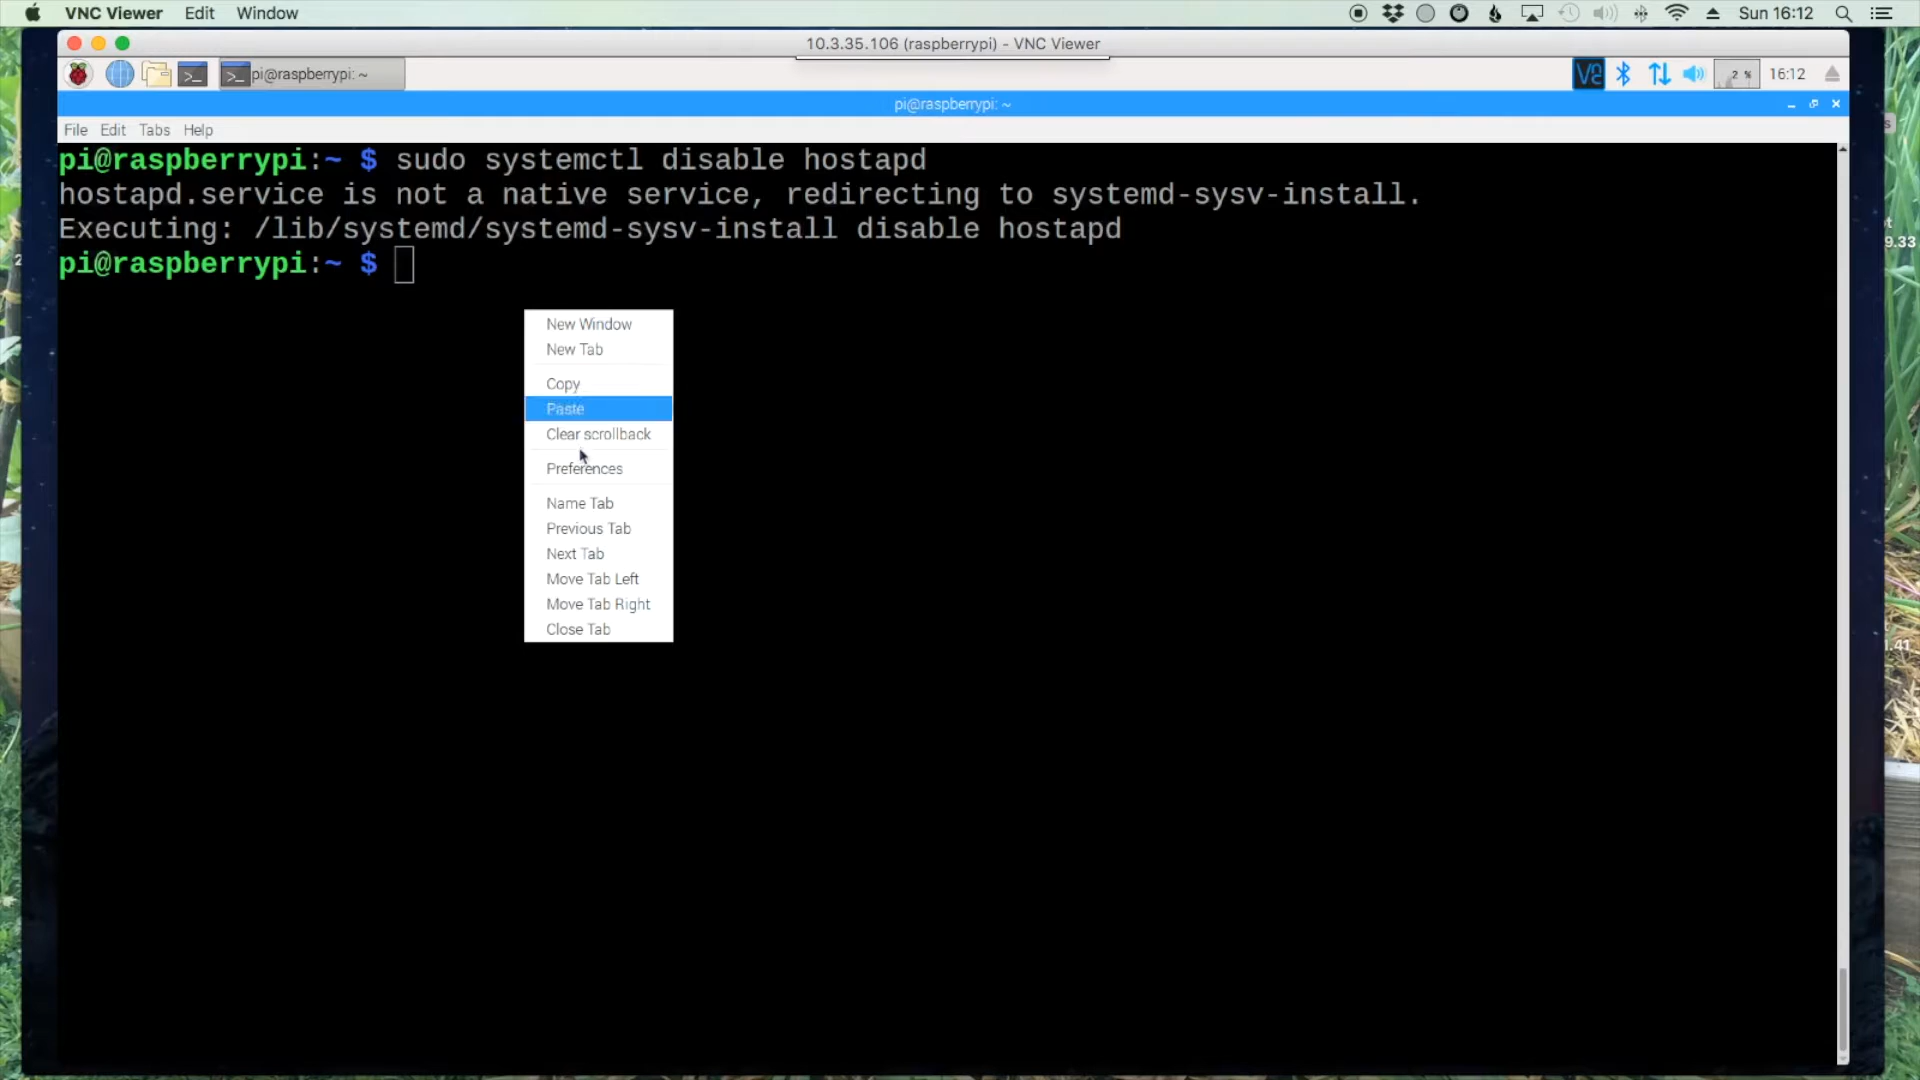 VNC Viewer Edit Window Sun 16:12
10.3.35.106 (raspberrypi) - VNC Viewer
pi@raspberrypi: ~ 2 % 16:12
pi@raspberrypi: ~
File Edit Tabs Help
pi@raspberrypi:~ $ sudo systemctl disable hostapd
hostapd.service is not a native service, redirecting to systemd-sysv-install.
Executing: /lib/systemd/systemd-sysv-install disable hostapd
pi@raspberrypi:~ $
New Window
New Tab
Copy
Paste
Clear scrollback
Preferences
Name Tab
Previous Tab
Next Tab
Move Tab Left
Move Tab Right
Close Tab
9.33